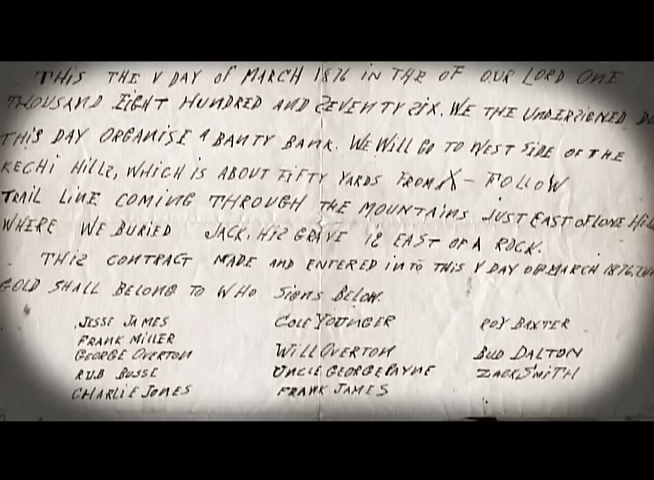 THIS THE V DAY OF MARCH 1876 IN THE OF OUR LORD ONE
THOUSAND EIGHT HUNDRED AND SEVENTY SIX. WE THE UNDERSIGNED DO
THIS DAY ORGANISE A BANTY BANK. WE WILL GO TO WEST SIDE OF THE
KECHI HILLS, WHICH IS ABOUT FIFTY YARDS FROM X - FOLLOW
TRAIL LINE COMING THROUGH THE MOUNTAINS JUST EAST OF LONE HILL
WHERE WE BURIED JACK. HIS GRAVE IS EAST OF A ROCK.
THIS CONTRACT MADE AND ENTERED INTO THIS V DAY OF MARCH 1876.
GOLD SHALL BELONG TO WHO SIGNS BELOW.
JESSE JAMES COLE YOUNGER ROY BAXTER
FRANK MILLER
GEORGE OVERTON WILL OVERTON BUD DALTON
RUB BUSSE UNCLE GEORGE PAYNE ZACK SMITH
CHARLIE JONES FRANK JAMES